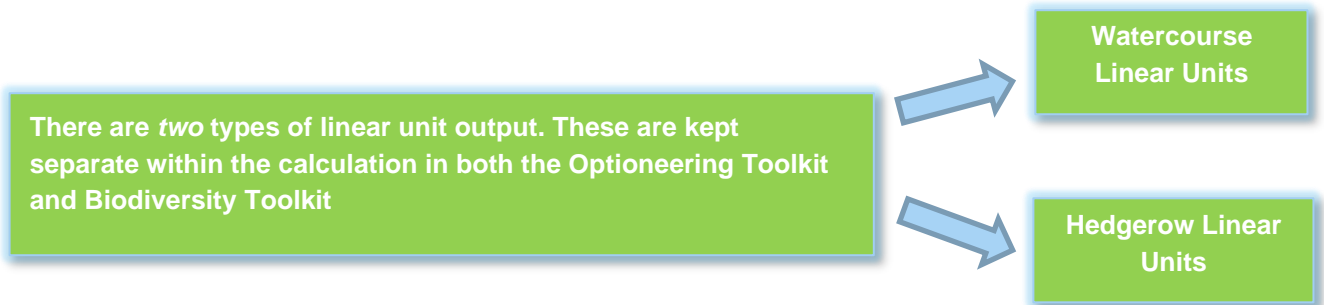 Watercourse
Linear Units
There are two types of linear unit output. These are kept
separate within the calculation in both the Optioneering Toolkit
and Biodiversity Toolkit
Hedgerow Linear
Units